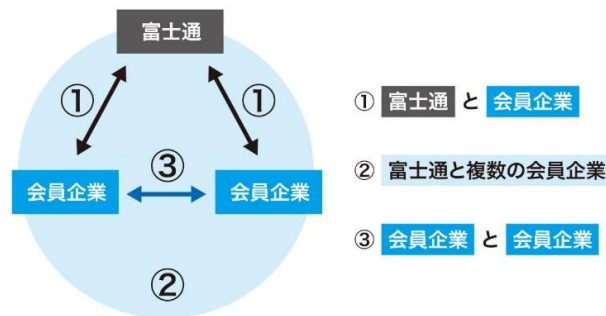 富士通
① ①
③
会員企業 会員企業
②
① 富士通 と 会員企業
② 富士通と複数の会員企業
③ 会員企業 と 会員企業